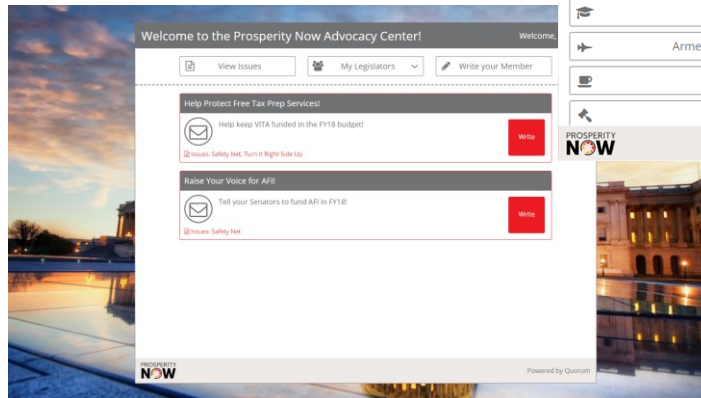 Welcome to the Prosperity Now Advocacy Center!
Welcome,
View Issues
My Legislators
Write your Member
Help Protect Free Tax Prep Services!
Help keep VITA funded in the FY18 budget!
Write
Issues: Safety Net, Turn It Right-Side Up
Raise Your Voice for AFI!
Tell your Senators to fund AFI in FY18!
Write
Issues: Safety Net
PROSPERITY
NOW
Powered by Quorum
Arme
PROSPERITY
NOW